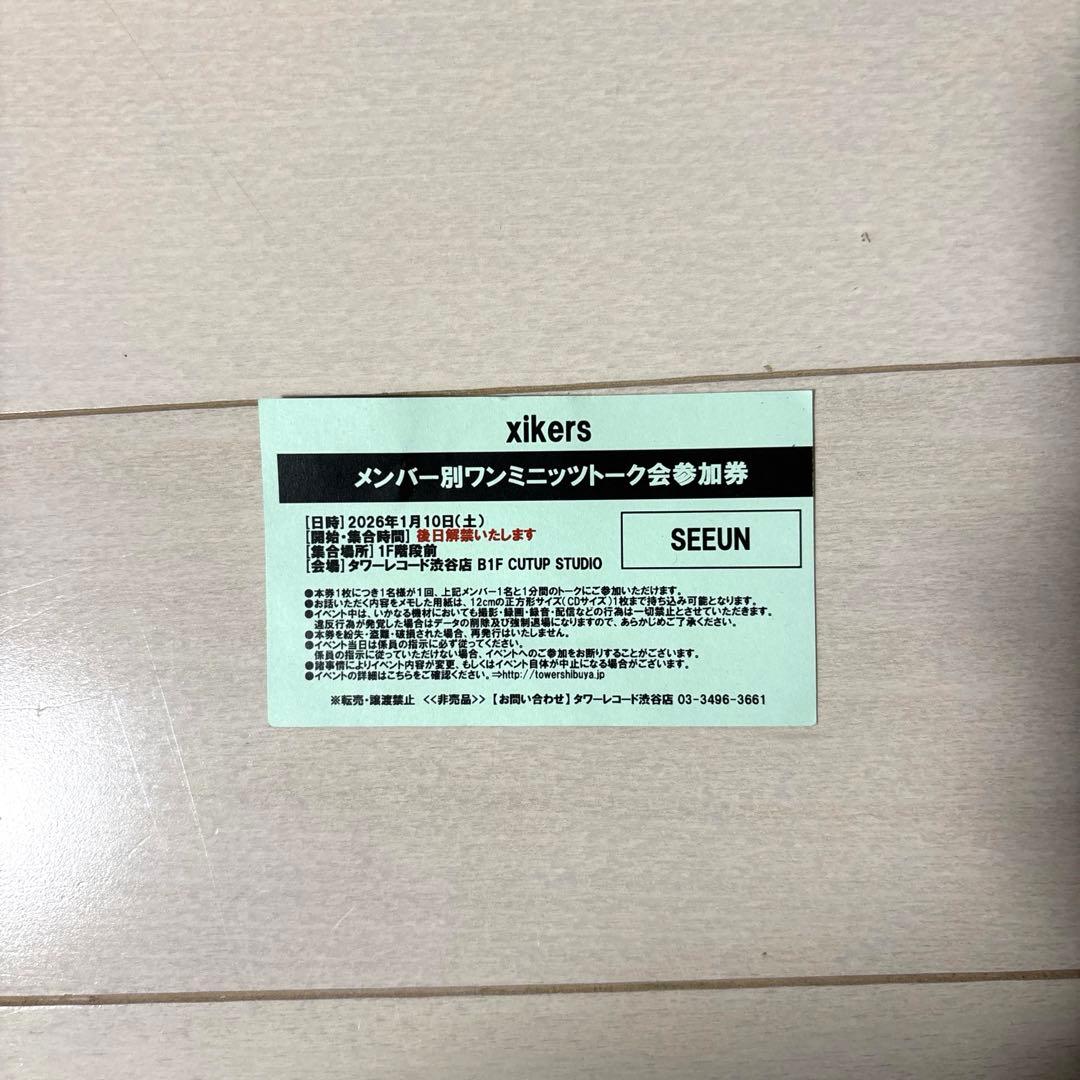 xikers
メンバー別ワンミニッツトーク会参加券
[日時] 2026年1月10日(土)
[開始・集合時間] 後日解禁いたします
[集合場所] 1F階段前
[会場] タワーレコード渋谷店 B1F CUTUP STUDIO
SEEUN
●本券1枚につき1名様が1回、上記メンバー1名と1分間のトークにご参加いただけます。
●お話いただく内容をメモした用紙は、12cmの正方形サイズ(CDサイズ)1枚まで持ち込み可能となります。
●イベント中は、いかなる機材においても撮影・録画・録音・配信などの行為は一切禁止とさせていただきます。
違反行為が発覚した場合はデータの削除及び強制退場になりますので、あらかじめご了承ください。
●本券を紛失・盗難・破損された場合、再発行はいたしません。
●イベント当日は係員の指示に必ず従ってください。
係員の指示に従っていただけない場合、イベントへのご参加をお断りすることがございます。
●諸事情によりイベント内容が変更、もしくはイベント自体が中止になる場合がございます。
●イベントの詳細はこちらをご確認ください。⇒http://towershibuya.jp
※転売・譲渡禁止 <<非売品>> 【お問い合わせ】タワーレコード渋谷店 03-3496-3661